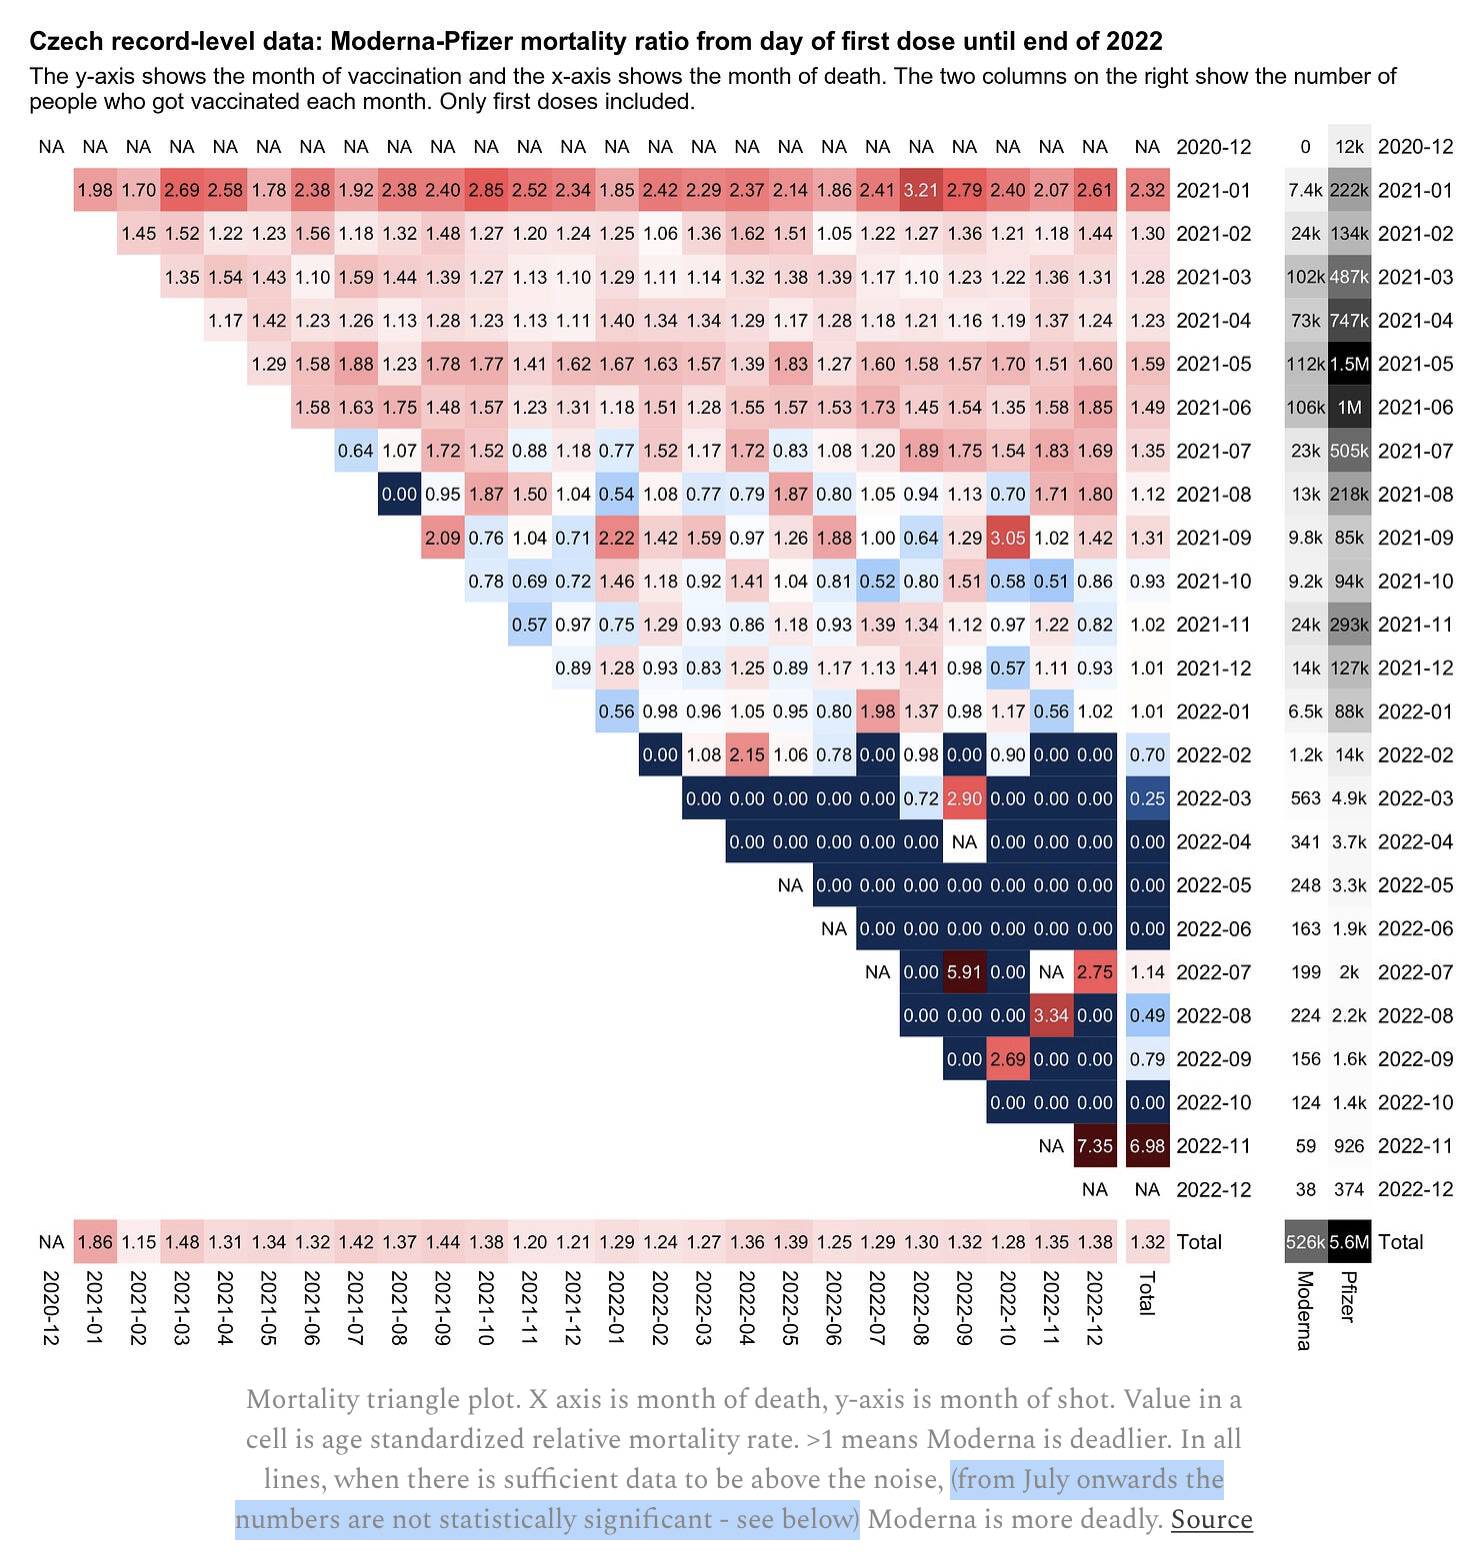 Czech record-level data: Moderna-Pfizer mortality ratio from day of first dose until end of 2022
The y-axis shows the month of vaccination and the x-axis shows the month of death. The two columns on the right show the number of
people who got vaccinated each month. Only first doses included.
NA NA NA NA NA NA NA NA NA NA NA NA NA NA NA NA NA NA NA NA NA NA NA NA NA NA 2020-12 0 12k 2020-12
1.98 1.70 2.69 2.58 1.78 2.38 1.92 2.38 2.40 2.85 2.52 2.34 1.85 2.42 2.29 2.37 2.14 1.86 2.41 3.21 2.79 2.40 2.07 2.61 2.32 2021-01 7.4k 222k 2021-01
1.45 1.52 1.22 1.23 1.56 1.18 1.32 1.48 1.27 1.20 1.24 1.25 1.06 1.36 1.62 1.51 1.05 1.22 1.27 1.36 1.21 1.18 1.44 1.30 2021-02 24k 134k 2021-02
1.35 1.54 1.43 1.10 1.59 1.44 1.39 1.27 1.13 1.10 1.29 1.11 1.14 1.32 1.38 1.39 1.17 1.10 1.23 1.22 1.36 1.31 1.28 2021-03 102k 487k 2021-03
1.17 1.42 1.23 1.26 1.13 1.28 1.23 1.13 1.11 1.40 1.34 1.34 1.29 1.17 1.28 1.18 1.21 1.16 1.19 1.37 1.24 1.23 2021-04 73k 747k 2021-04
1.29 1.58 1.88 1.23 1.78 1.77 1.41 1.62 1.67 1.63 1.57 1.39 1.83 1.27 1.60 1.58 1.57 1.70 1.51 1.60 1.59 2021-05 112k 1.5M 2021-05
1.58 1.63 1.75 1.48 1.57 1.23 1.31 1.18 1.51 1.28 1.55 1.57 1.53 1.73 1.45 1.54 1.35 1.58 1.85 1.49 2021-06 106k 1M 2021-06
0.64 1.07 1.72 1.52 0.88 1.18 0.77 1.52 1.17 1.72 0.83 1.08 1.20 1.89 1.75 1.54 1.83 1.69 1.35 2021-07 23k 505k 2021-07
0.00 0.95 1.87 1.50 1.04 0.54 1.08 0.77 0.79 1.87 0.80 1.05 0.94 1.13 0.70 1.71 1.80 1.12 2021-08 13k 218k 2021-08
2.09 0.76 1.04 0.71 2.22 1.42 1.59 0.97 1.26 1.88 1.00 0.64 1.29 3.05 1.02 1.42 1.31 2021-09 9.8k 85k 2021-09
0.78 0.69 0.72 1.46 1.18 0.92 1.41 1.04 0.81 0.52 0.80 1.51 0.58 0.51 0.86 0.93 2021-10 9.2k 94k 2021-10
0.57 0.97 0.75 1.29 0.93 0.86 1.18 0.93 1.39 1.34 1.12 0.97 1.22 0.82 1.02 2021-11 24k 293k 2021-11
0.89 1.28 0.93 0.83 1.25 0.89 1.17 1.13 1.41 0.98 0.57 1.11 0.93 1.01 2021-12 14k 127k 2021-12
0.56 0.98 0.96 1.05 0.95 0.80 1.98 1.37 0.98 1.17 0.56 1.02 1.01 2022-01 6.5k 88k 2022-01
0.00 1.08 2.15 1.06 0.78 0.00 0.98 0.00 0.90 0.00 0.00 0.70 2022-02 1.2k 14k 2022-02
0.00 0.00 0.00 0.00 0.00 0.72 2.90 0.00 0.00 0.00 0.25 2022-03 563 4.9k 2022-03
0.00 0.00 0.00 0.00 0.00 NA 0.00 0.00 0.00 0.00 2022-04 341 3.7k 2022-04
NA 0.00 0.00 0.00 0.00 0.00 0.00 0.00 0.00 2022-05 248 3.3k 2022-05
NA 0.00 0.00 0.00 0.00 0.00 0.00 0.00 2022-06 163 1.9k 2022-06
NA 0.00 5.91 0.00 NA 2.75 1.14 2022-07 199 2k 2022-07
0.00 0.00 0.00 3.34 0.00 0.49 2022-08 224 2.2k 2022-08
0.00 2.69 0.00 0.00 0.79 2022-09 156 1.6k 2022-09
0.00 0.00 0.00 0.00 2022-10 124 1.4k 2022-10
NA 7.35 6.98 2022-11 59 926 2022-11
NA NA 2022-12 38 374 2022-12
NA 1.86 1.15 1.48 1.31 1.34 1.32 1.42 1.37 1.44 1.38 1.20 1.21 1.29 1.24 1.27 1.36 1.39 1.25 1.29 1.30 1.32 1.28 1.35 1.38 1.32 Total 526k 5.6M Total
2020-12 2021-01 2021-02 2021-03 2021-04 2021-05 2021-06 2021-07 2021-08 2021-09 2021-10 2021-11 2021-12 2022-01 2022-02 2022-03 2022-04 2022-05 2022-06 2022-07 2022-08 2022-09 2022-10 2022-11 2022-12 Total Moderna Pfizer
Mortality triangle plot. X axis is month of death, y-axis is month of shot. Value in a
cell is age standardized relative mortality rate. >1 means Moderna is deadlier. In all
lines, when there is sufficient data to be above the noise, (from July onwards the
numbers are not statistically significant - see below) Moderna is more deadly. Source